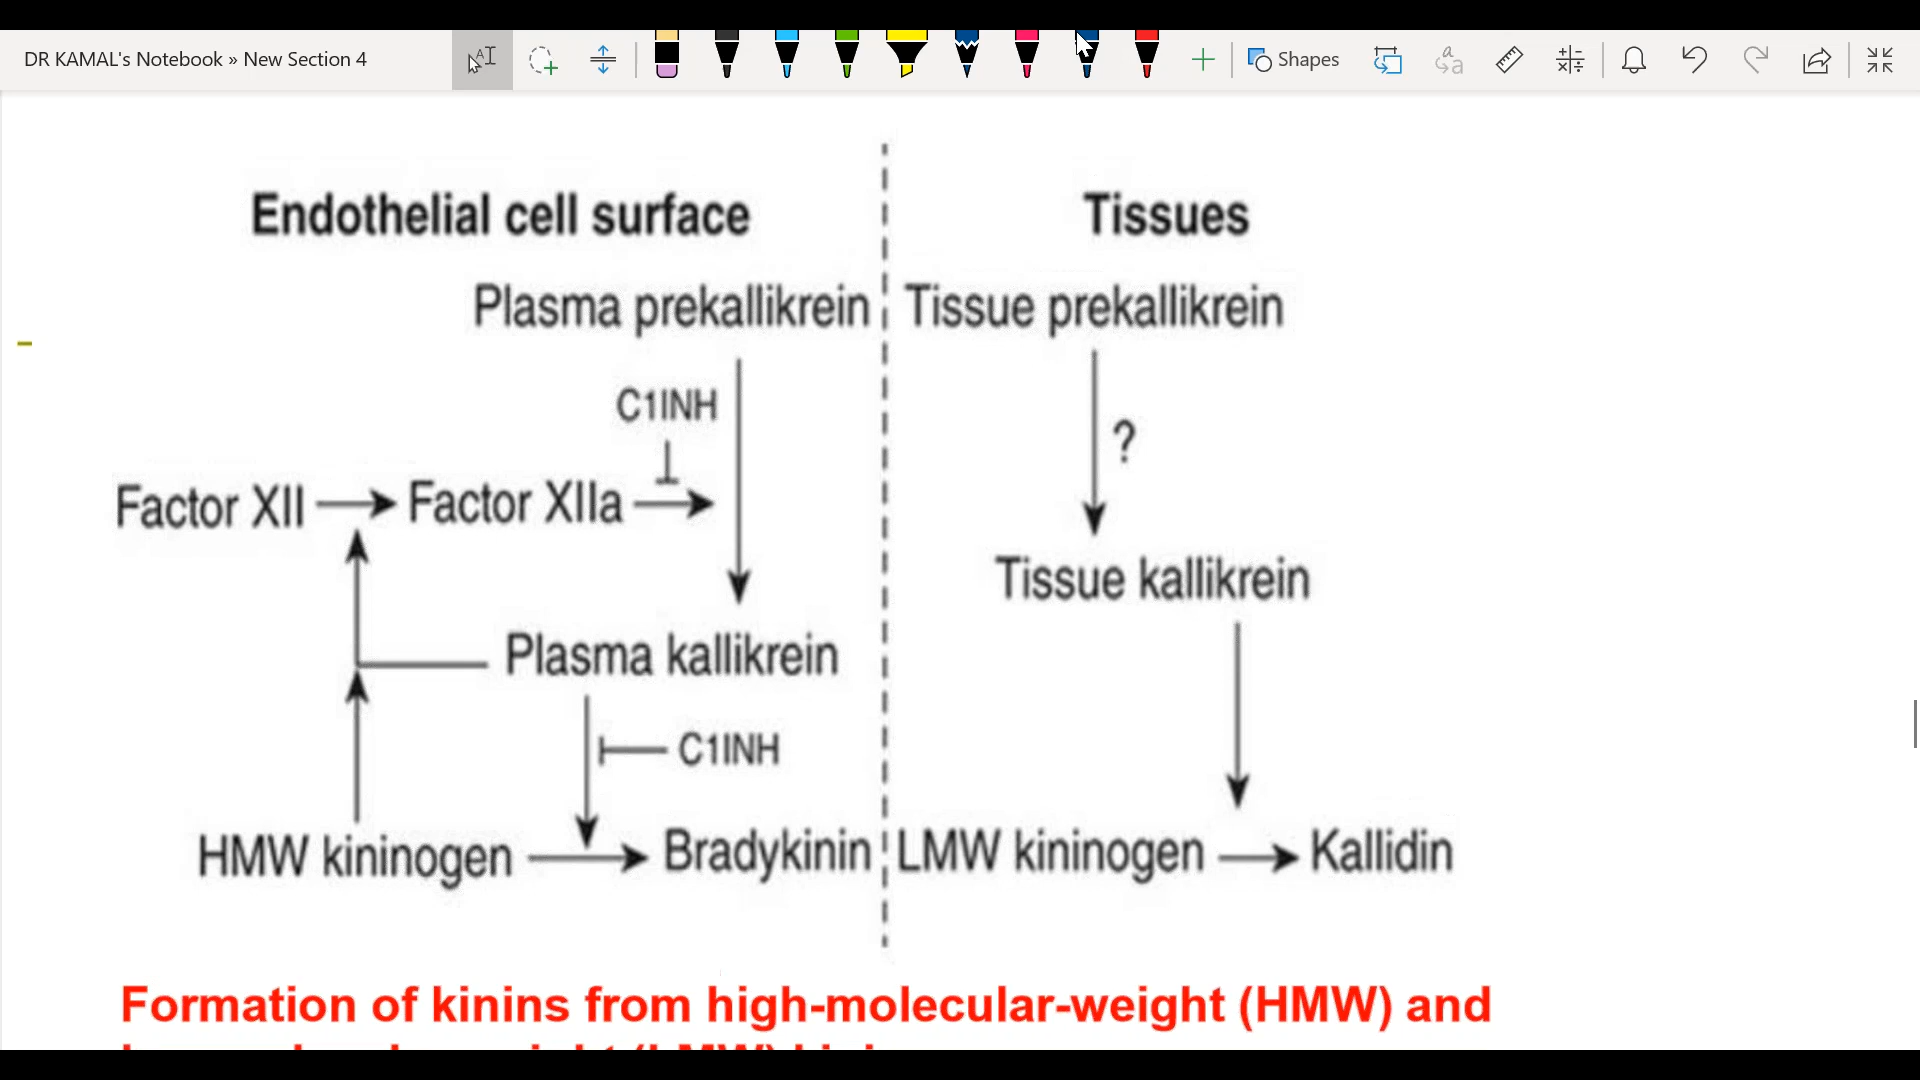 DR KAMAL's Notebook » New Section 4
Shapes
Endothelial cell surface
Tissues
Plasma prekallikrein
Tissue prekallikrein
C1INH
?
Factor XII
Factor XIIa
Tissue kallikrein
Plasma kallikrein
C1INH
HMW kininogen
Bradykinin
LMW kininogen
Kallidin
Formation of kinins from high-molecular-weight (HMW) and